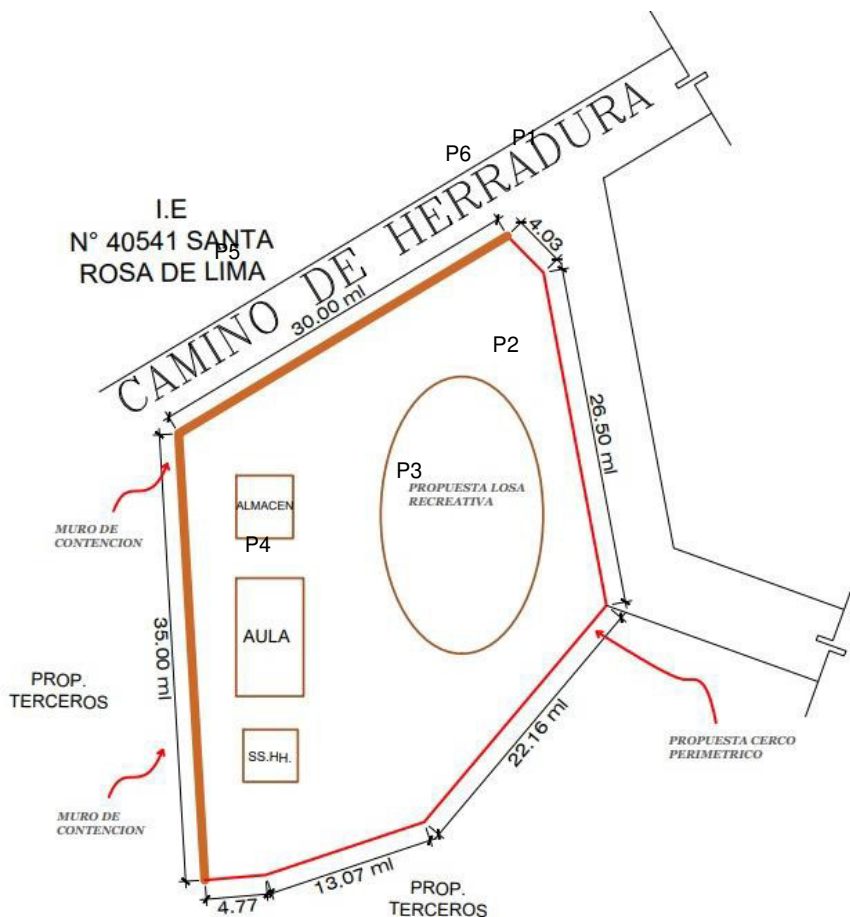 P1
P6
CAMINO DE HERRADURA
I.E
N° 40541 SANTA
ROSA DE LIMA
P5
4.03
30.00 ml
P2
26.50 ml
P3
PROPUESTA LOSA
RECREATIVA
ALMACEN
P4
MURO DE
CONTENCION
AULA
35.00 ml
PROP.
TERCEROS
22.16 ml
PROPUESTA CERCO
PERIMETRICO
SS.HH.
MURO DE
CONTENCION
13.07 ml
4.77
PROP.
TERCEROS